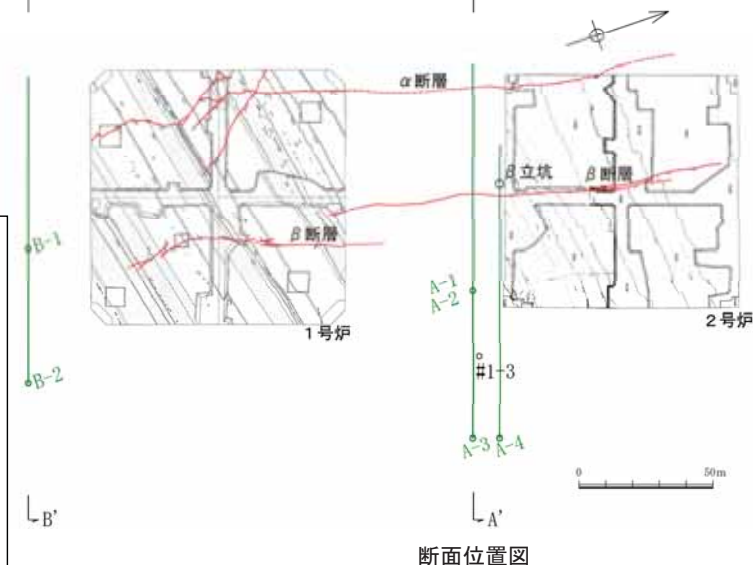 α断層
β立坑
β断層
B-1
β断層
A-1
A-2
1号炉
2号炉
#1-3
B-2
A-3
A-4
0
50m
B'
A'
断面位置図